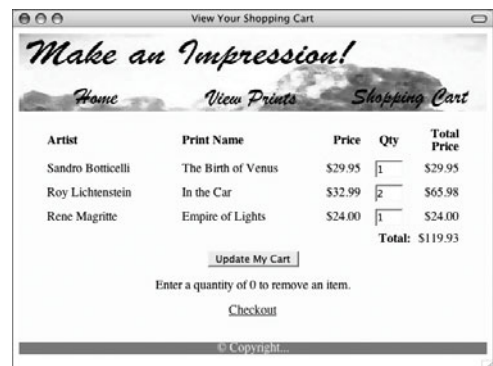 View Your Shopping Cart
Make an Impression!
Home View Prints Shopping Cart
Artist Print Name Price Qty Total Price
Sandro Botticelli The Birth of Venus $29.95 1 $29.95
Roy Lichtenstein In the Car $32.99 2 $65.98
Rene Magritte Empire of Lights $24.00 1 $24.00
Total: $119.93
Update My Cart
Enter a quantity of 0 to remove an item.
Checkout
© Copyright...